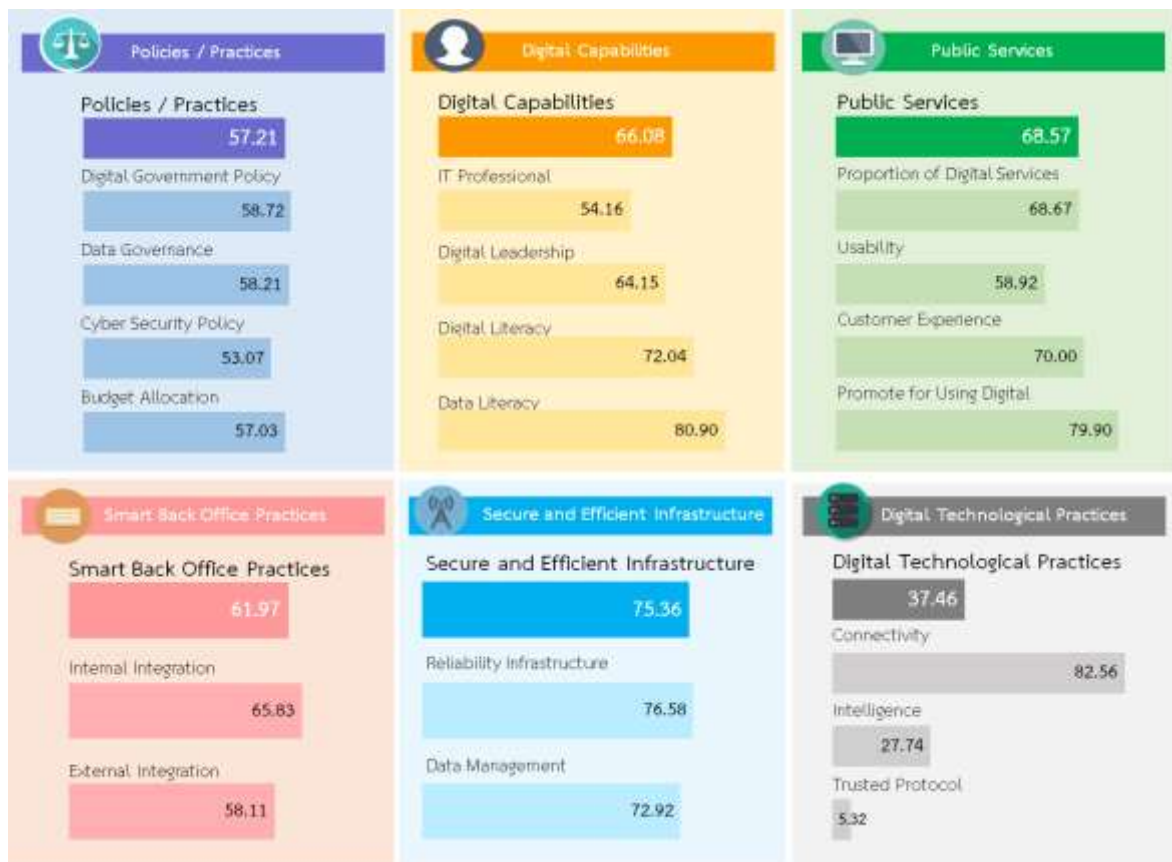 Policies / Practices
Policies / Practices
57.21
Digital Government Policy
58.72
Data Governance
58.21
Cyber Security Policy
53.07
Budget Allocation
57.03
Digital Capabilities
Digital Capabilities
66.08
IT Professional
54.16
Digital Leadership
64.15
Digital Literacy
72.04
Data Literacy
80.90
Public Services
Public Services
68.57
Proportion of Digital Services
68.67
Usability
58.92
Customer Experience
70.00
Promote for Using Digital
79.90
Smart Back Office Practices
Smart Back Office Practices
61.97
Internal Integration
65.83
External Integration
58.11
Secure and Efficient Infrastructure
Secure and Efficient Infrastructure
75.36
Reliability Infrastructure
76.58
Data Management
72.92
Digital Technological Practices
Digital Technological Practices
37.46
Connectivity
82.56
Intelligence
27.74
Trusted Protocol
5.32